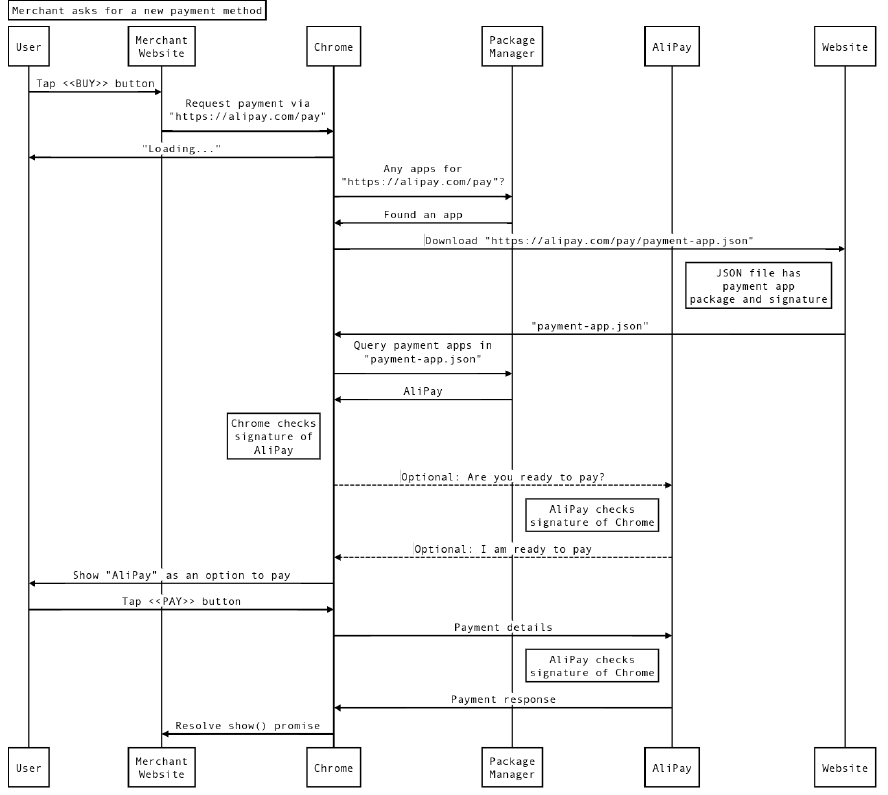 Merchant asks for a new payment method
User
Merchant
Website
Chrome
Package
Manager
AliPay
Website
Tap <<BUY>> button
Request payment via
"https://alipay.com/pay"
"Loading..."
Any apps for
"https://alipay.com/pay"?
Found an app
Download "https://alipay.com/pay/payment-app.json"
JSON file has
payment app
package and signature
"payment-app.json"
Query payment apps in
"payment-app.json"
AliPay
Chrome checks
signature of
AliPay
Optional: Are you ready to pay?
AliPay checks
signature of Chrome
Optional: I am ready to pay
Show "AliPay" as an option to pay
Tap <<PAY>> button
Payment details
AliPay checks
signature of Chrome
Payment response
Resolve show() promise
User
Merchant
Website
Chrome
Package
Manager
AliPay
Website